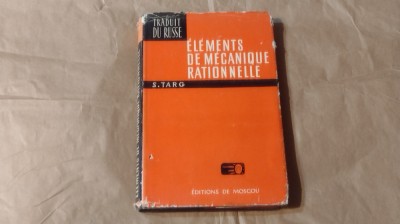 TRADUIT
DU RUSSE
ÉLÉMENTS
DE MÉCANIQUE
RATIONNELLE
S. TARG
ÉDITIONS DE MOSCOU